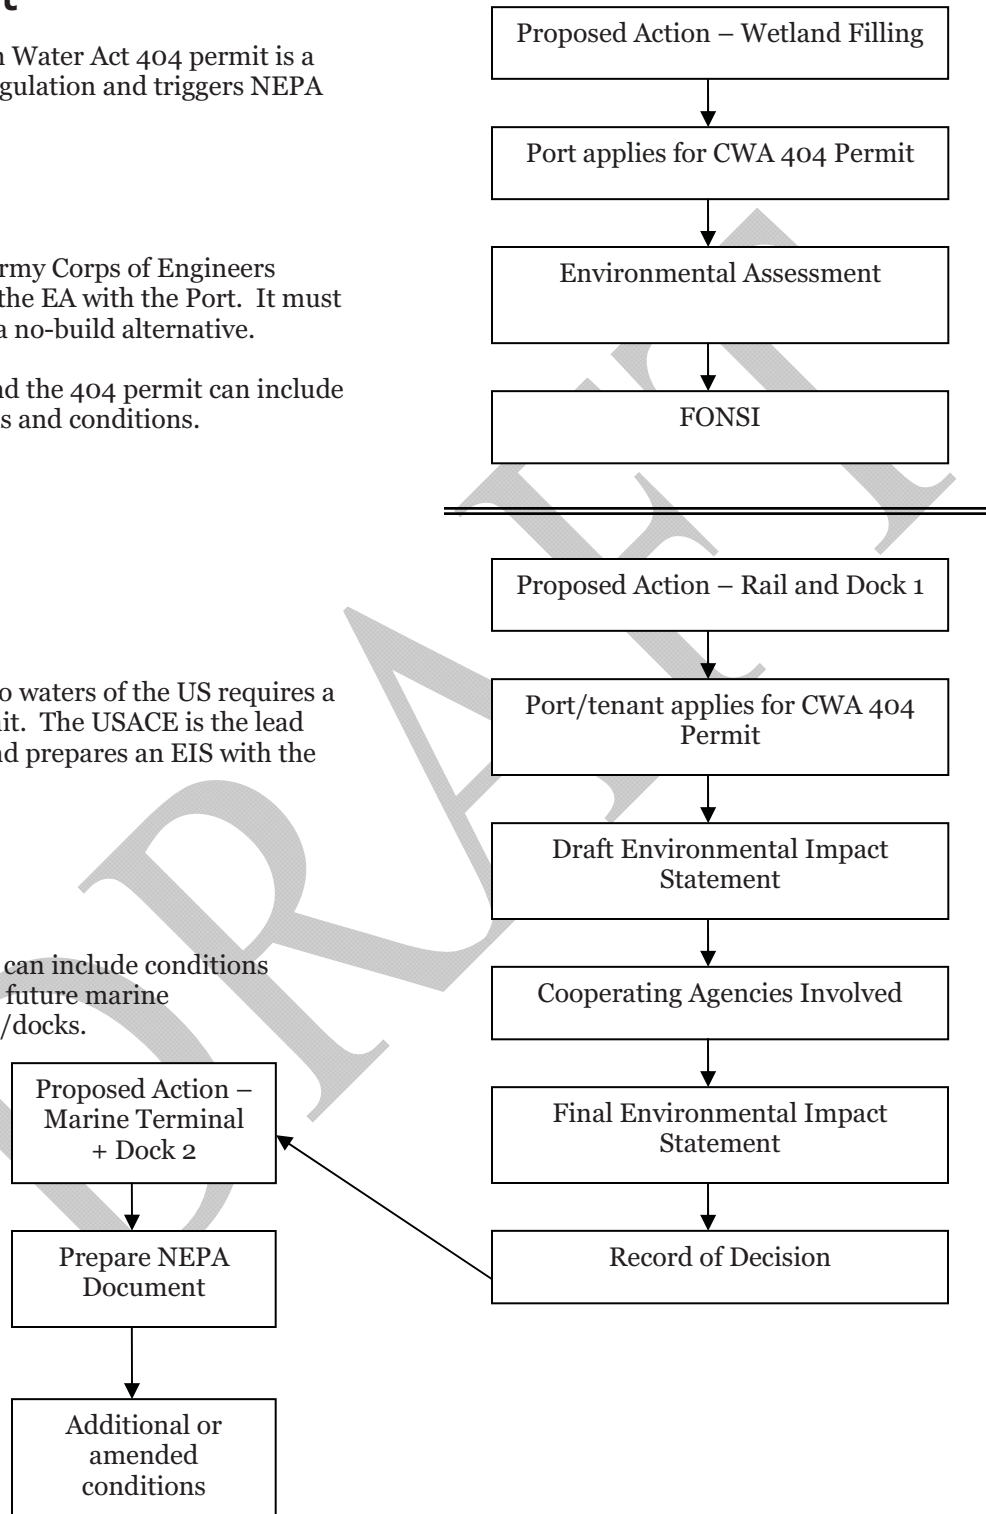 t
n Water Act 404 permit is a
gulation and triggers NEPA
rmy Corps of Engineers
the EA with the Port. It must
a no-build alternative.
nd the 404 permit can include
s and conditions.
Proposed Action – Wetland Filling
Port applies for CWA 404 Permit
Environmental Assessment
FONSI
o waters of the US requires a
nit. The USACE is the lead
nd prepares an EIS with the
can include conditions
future marine
/docks.
Proposed Action – Rail and Dock 1
Port/tenant applies for CWA 404
Permit
Draft Environmental Impact
Statement
Cooperating Agencies Involved
Final Environmental Impact
Statement
Record of Decision
Proposed Action –
Marine Terminal
+ Dock 2
Prepare NEPA
Document
Additional or
amended
conditions
DRAFT